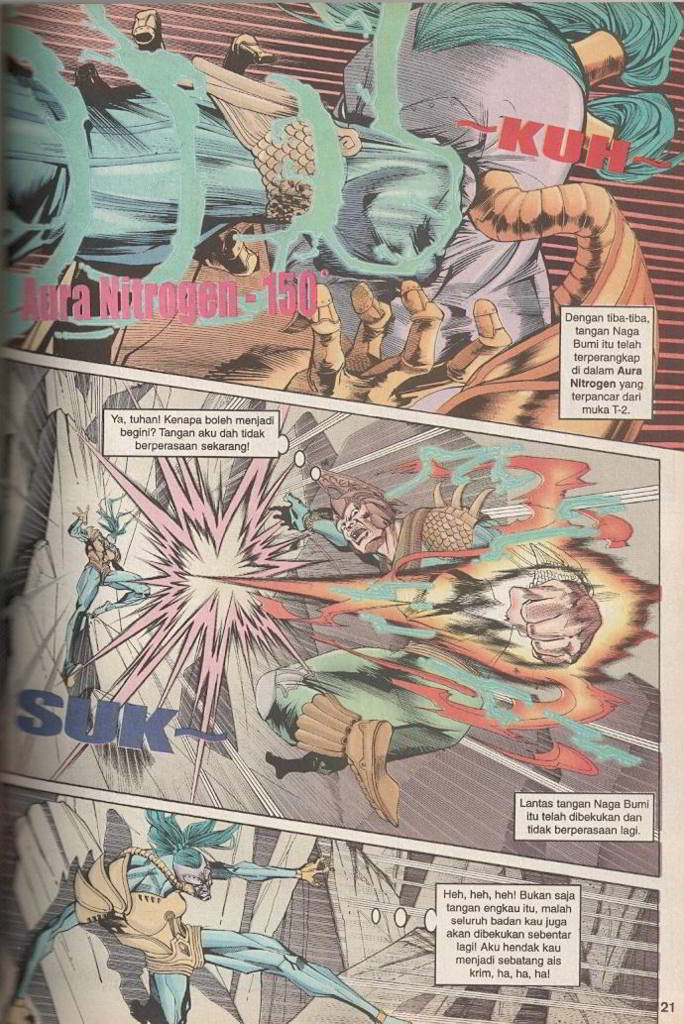 ~KUH~
Aura Nitrogen - 150°
Dengan tiba-tiba,
tangan Naga
Bumi itu telah
terperangkap
di dalam Aura
Nitrogen yang
terpancar dari
muka T-2.
Ya, tuhan! Kenapa boleh menjadi
begini? Tangan aku dah tidak
berperasaan sekarang!
SUK~
Lantas tangan Naga Bumi
itu telah dibekukan dan
tidak berperasaan lagi.
Heh, heh, heh! Bukan saja
tangan engkau itu, malah
seluruh badan kau juga
akan dibekukan sebentar
lagi! Aku hendak kau
menjadi sebatang ais
krim, ha, ha, ha!
21